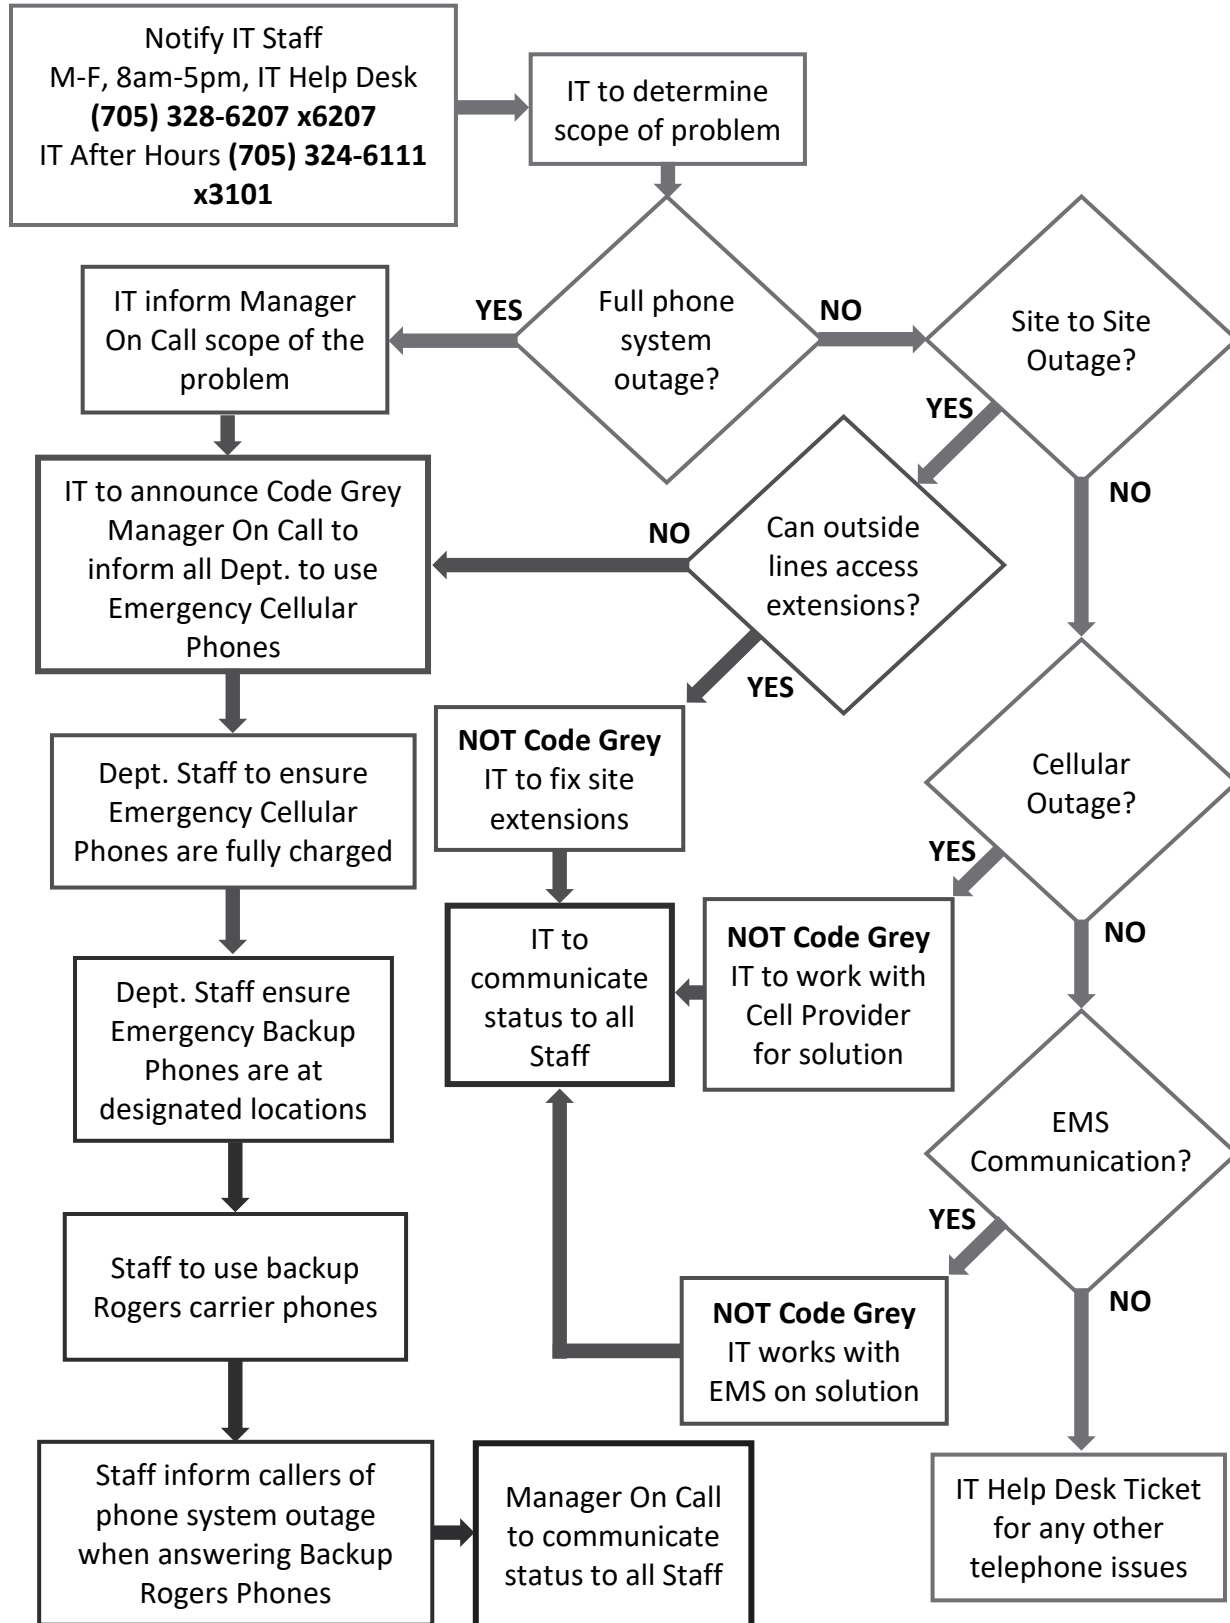 Notify IT Staff
M-F, 8am-5pm, IT Help Desk
(705) 328-6207 x6207
IT After Hours (705) 324-6111
x3101
IT to determine
scope of problem
Full phone
system
outage?
YES
NO
IT inform Manager
On Call scope of the
problem
Site to Site
Outage?
YES
NO
IT to announce Code Grey
Manager On Call to
inform all Dept. to use
Emergency Cellular
Phones
Can outside
lines access
extensions?
NO
YES
Dept. Staff to ensure
Emergency Cellular
Phones are fully charged
NOT Code Grey
IT to fix site
extensions
Cellular
Outage?
YES
NO
Dept. Staff ensure
Emergency Backup
Phones are at
designated locations
IT to
communicate
status to all
Staff
NOT Code Grey
IT to work with
Cell Provider
for solution
EMS
Communication?
YES
NO
Staff to use backup
Rogers carrier phones
NOT Code Grey
IT works with
EMS on solution
Staff inform callers of
phone system outage
when answering Backup
Rogers Phones
Manager On Call
to communicate
status to all Staff
IT Help Desk Ticket
for any other
telephone issues